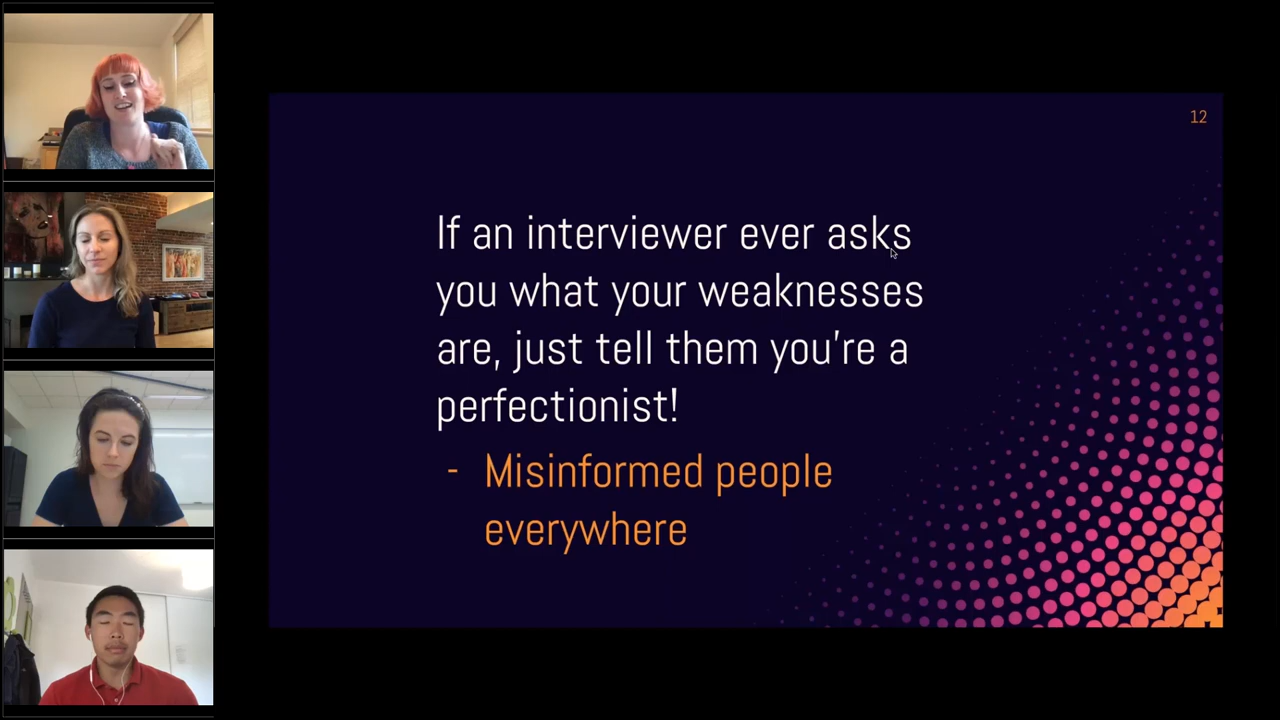 12
If an interviewer ever asks
you what your weaknesses
are, just tell them you’re a
perfectionist!
- Misinformed people
everywhere